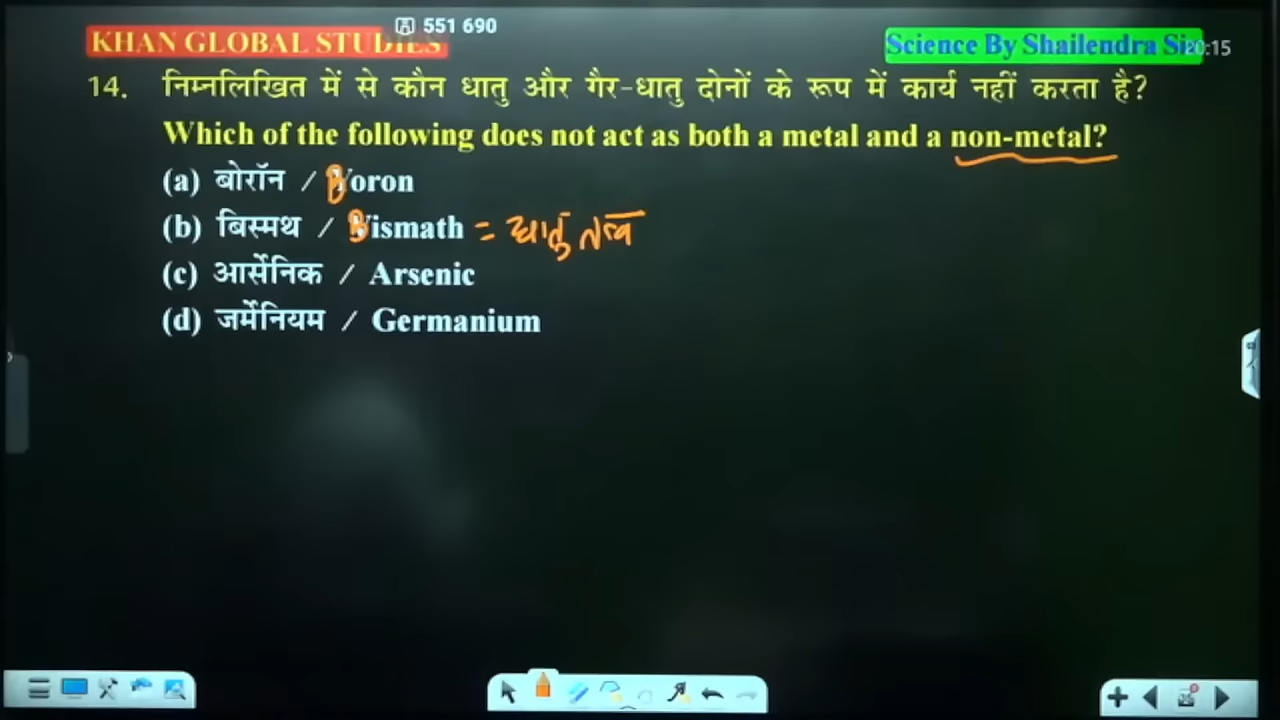 551 690
KHAN GLOBAL STUDIES
Science By Shailendra Sir
20:15
14. निम्नलिखित में से कौन धातु और गैर-धातु दोनों के रूप में कार्य नहीं करता है?
Which of the following does not act as both a metal and a non-metal?
(a) बोरॉन / Boron
(b) बिस्मथ / Bismath = धातु तत्व
(c) आर्सेनिक / Arsenic
(d) जर्मेनियम / Germanium